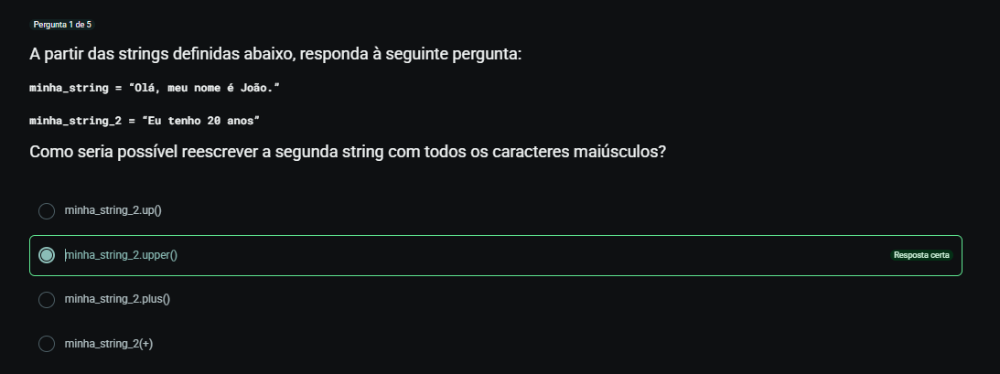 Pergunta 1 de 5
A partir das strings definidas abaixo, responda à seguinte pergunta:
minha_string = “Olá, meu nome é João.”
minha_string_2 = “Eu tenho 20 anos”
Como seria possível reescrever a segunda string com todos os caracteres maiúsculos?
minha_string_2.up()
minha_string_2.upper()
Resposta certa
minha_string_2.plus()
minha_string_2(+)